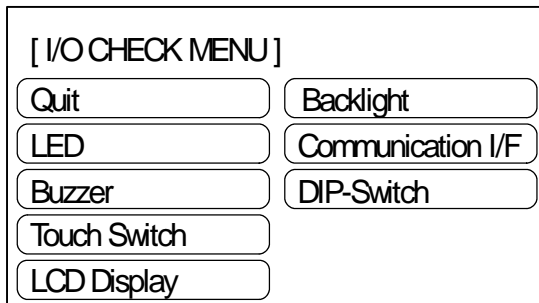 [ I/O CHECK MENU ]
Quit
Backlight
LED
Communication I/F
Buzzer
DIP-Switch
Touch Switch
LCD Display